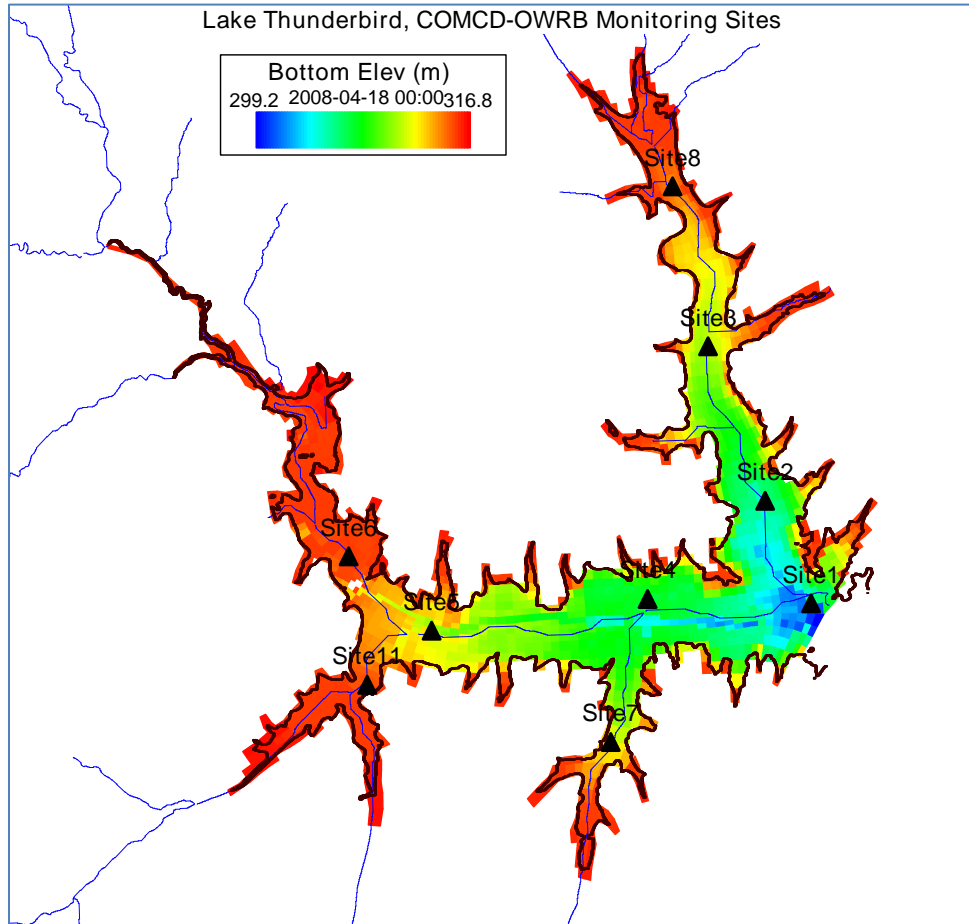 Lake Thunderbird, COMCD-OWRB Monitoring Sites
Bottom Elev (m)
299.2 2008-04-18 00:00 316.8
Site8
Site3
Site2
Site6
Site4
Site1
Site5
Site11
Site7